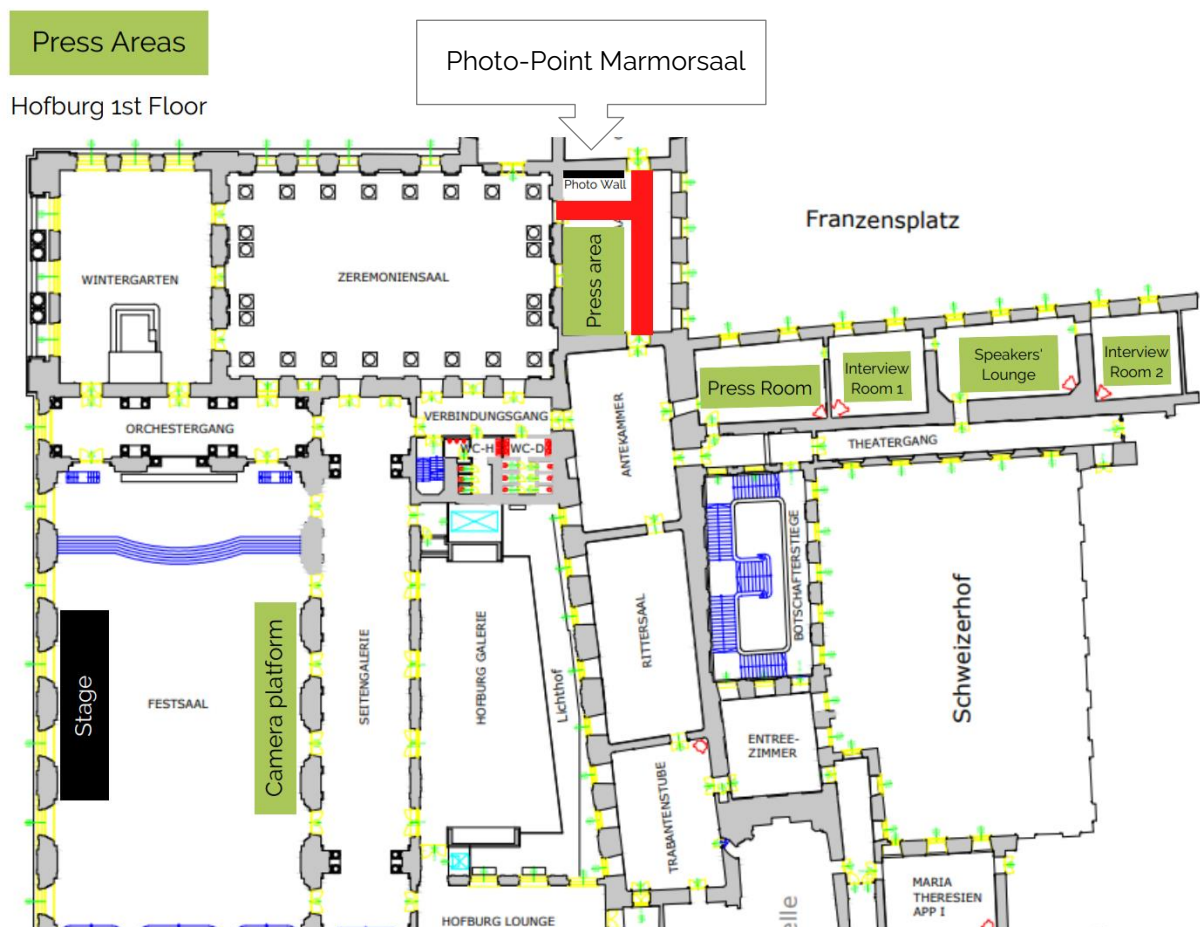 Press Areas
Hofburg 1st Floor
Photo-Point Marmorsaal
Photo Wall
Press area
Franzensplatz
WINTERGARTEN
ZEREMONIENSAAL
Press Room
Interview
Room 1
Speakers'
Lounge
Interview
Room 2
ORCHESTERGANG
VERBINDUNGSGANG
WC-H
WC-D
ANTEKAMMER
THEATERGANG
BOTSCHAFTERSTIEGE
Schweizerhof
Stage
FESTSAAL
Camera platform
SEITENGALERIE
HOFBURG GALERIE
Lichthof
RITTERSAAL
ENTREE-
ZIMMER
TRABANTENSTUBE
MARIA
THERESIEN
APP I
HOFBURG LOUNGE
elle